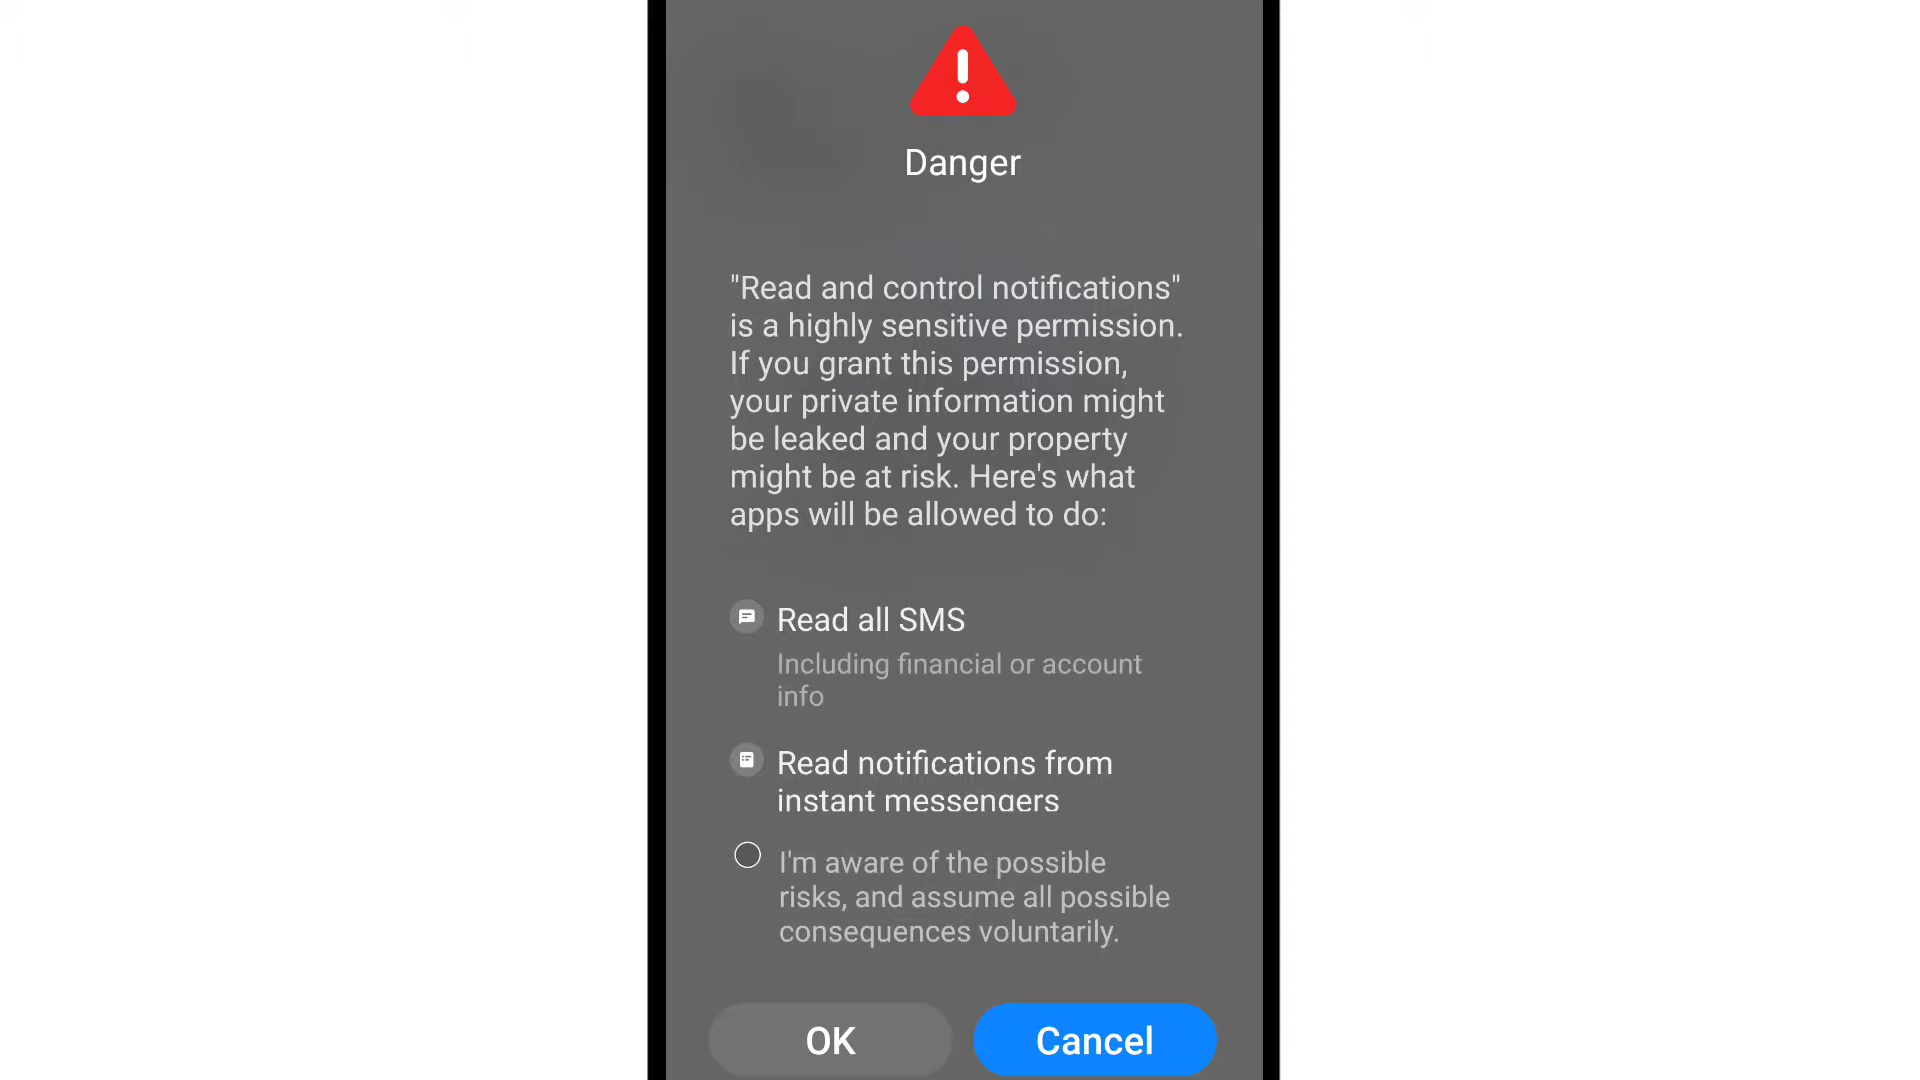 Danger
"Read and control notifications"
is a highly sensitive permission.
If you grant this permission,
your private information might
be leaked and your property
might be at risk. Here's what
apps will be allowed to do:
Read all SMS
Including financial or account
info
Read notifications from
instant messengers
I'm aware of the possible
risks, and assume all possible
consequences voluntarily.
OK
Cancel